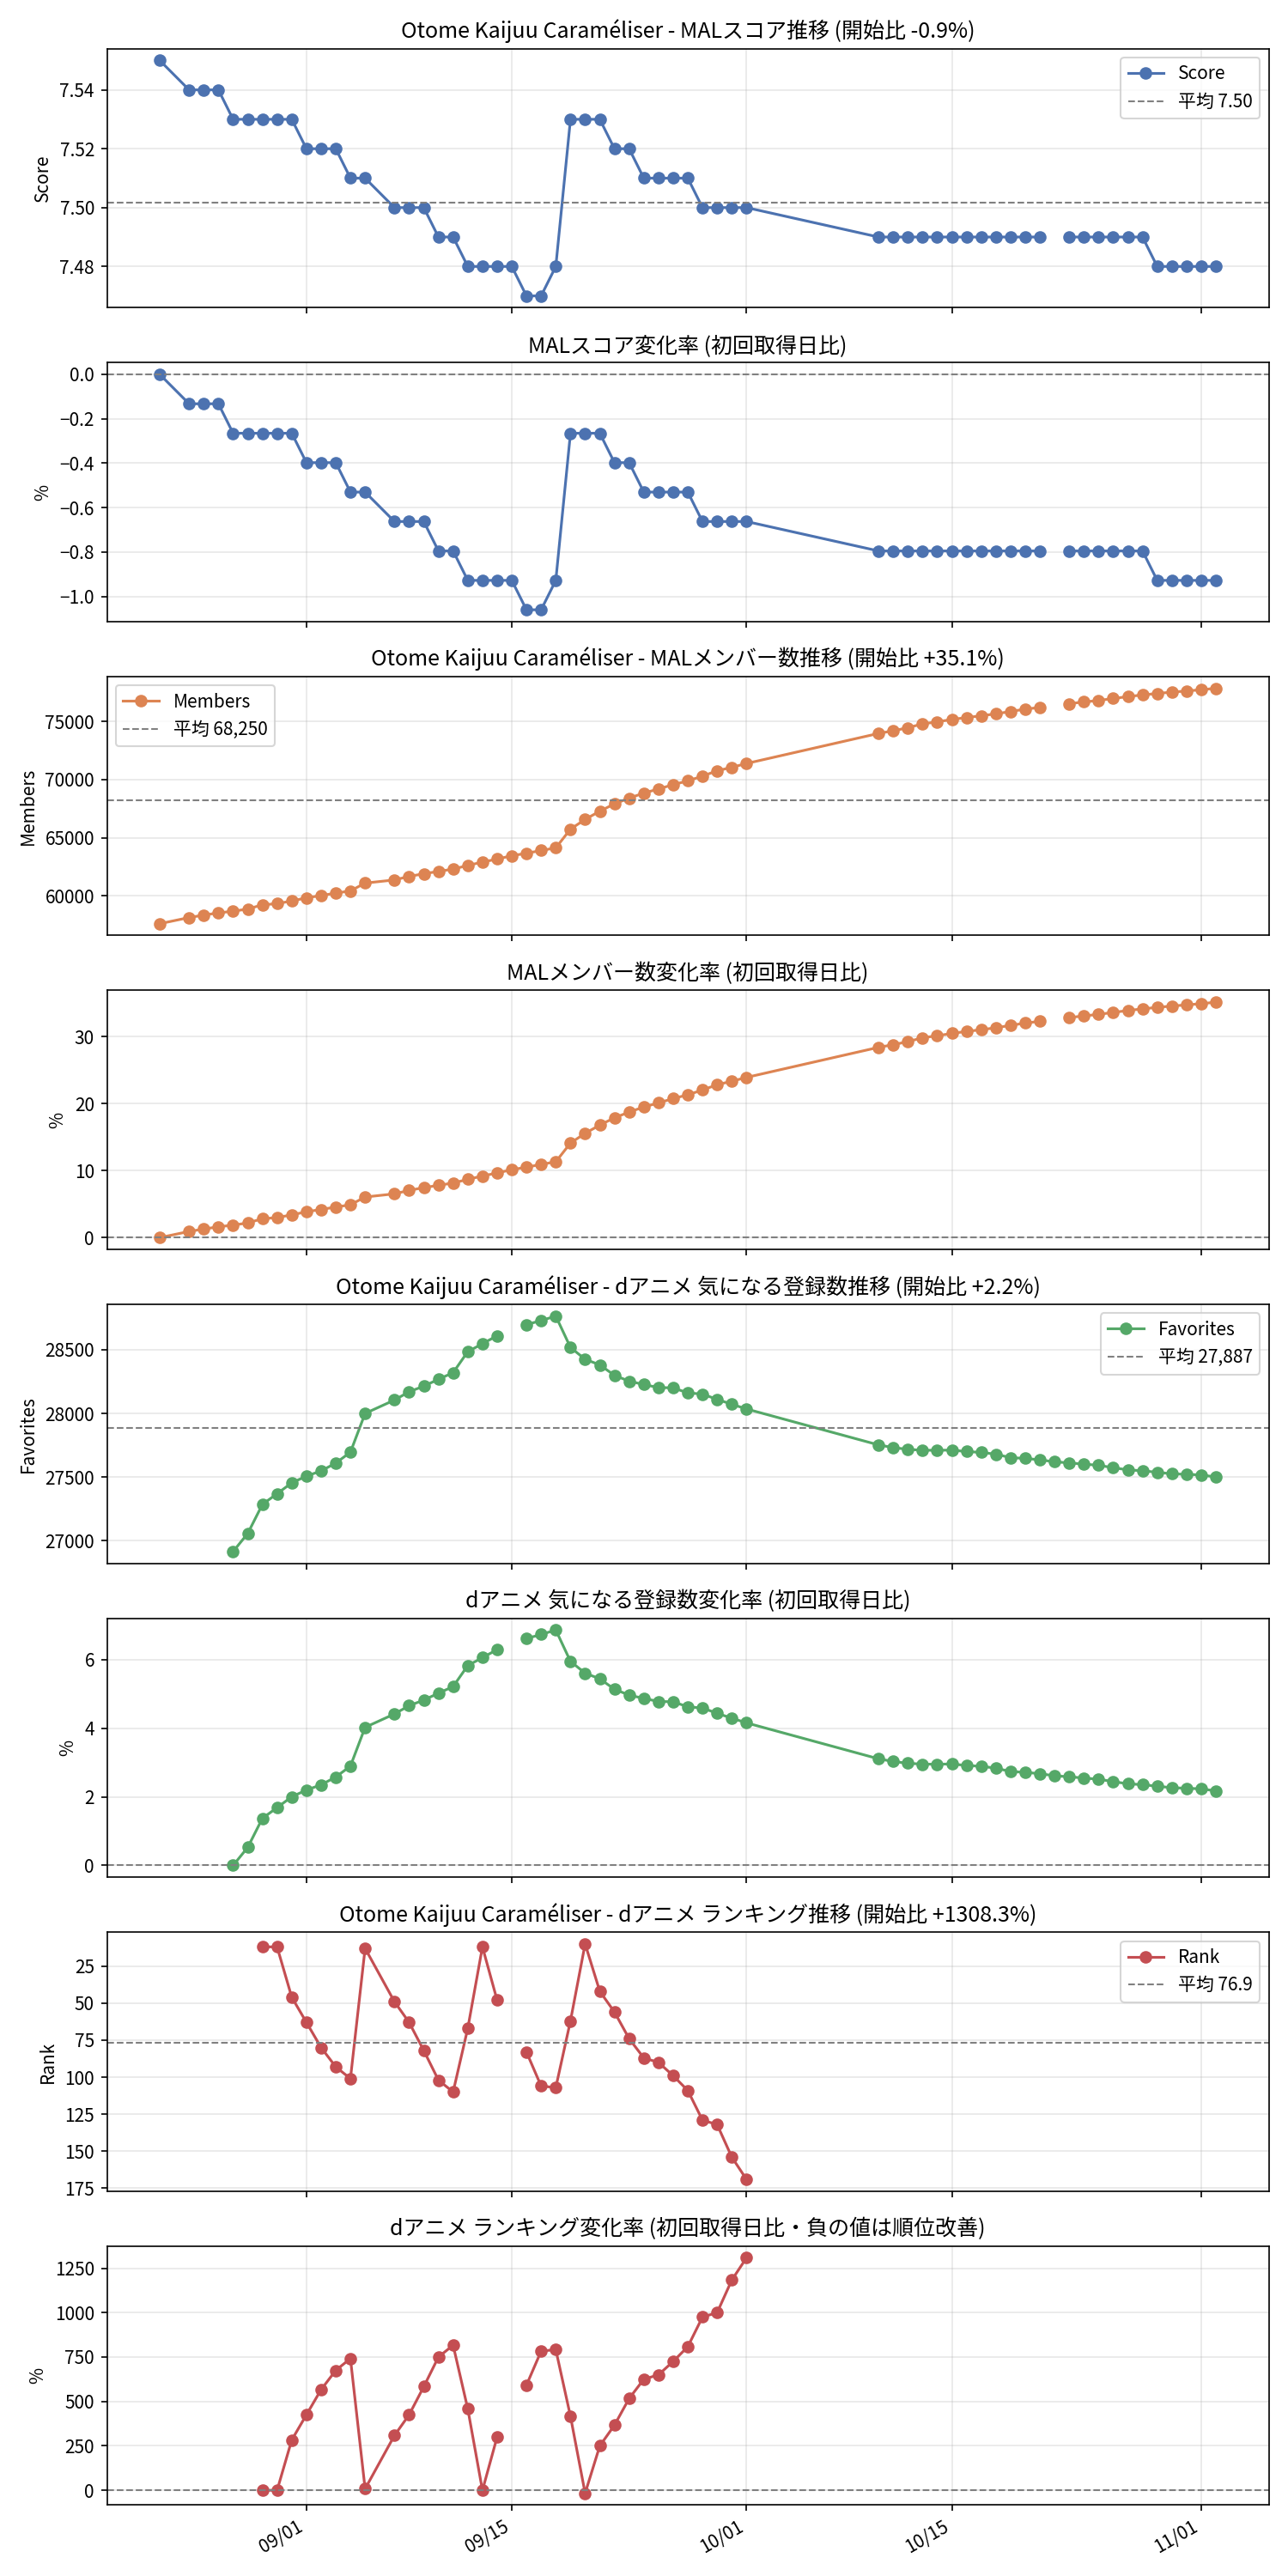 Otome Kaijuu Caraméliser - MALスコア推移 (開始比 -0.9%)
Score
7.54
7.52
7.50
7.48
Score
平均 7.50
MALスコア変化率 (初回取得日比)
%
0.0
−0.2
−0.4
−0.6
−0.8
−1.0
Otome Kaijuu Caraméliser - MALメンバー数推移 (開始比 +35.1%)
Members
75000
70000
65000
60000
Members
平均 68,250
MALメンバー数変化率 (初回取得日比)
%
30
20
10
0
Otome Kaijuu Caraméliser - dアニメ 気になる登録数推移 (開始比 +2.2%)
Favorites
28500
28000
27500
27000
Favorites
平均 27,887
dアニメ 気になる登録数変化率 (初回取得日比)
%
6
4
2
0
Otome Kaijuu Caraméliser - dアニメ ランキング推移 (開始比 +1308.3%)
Rank
25
50
75
100
125
150
175
Rank
平均 76.9
dアニメ ランキング変化率 (初回取得日比・負の値は順位改善)
%
1250
1000
750
500
250
0
09/01
09/15
10/01
10/15
11/01